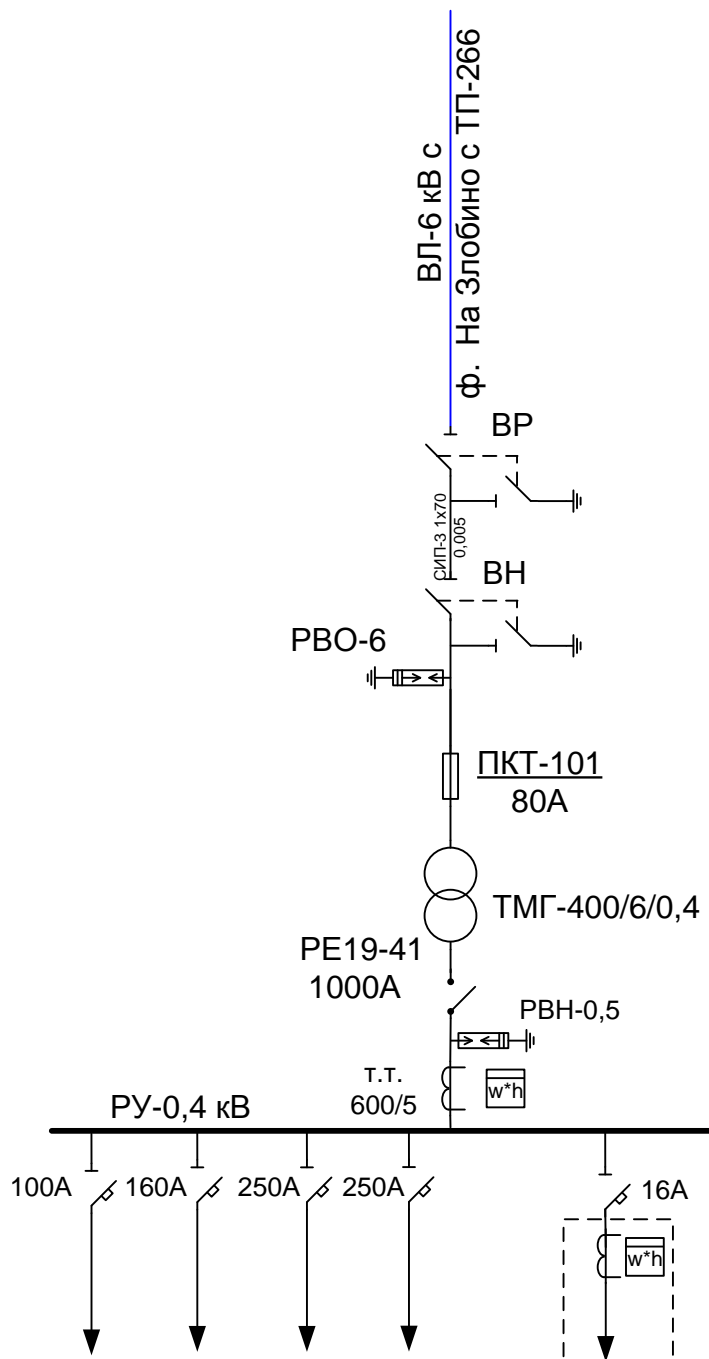 ВЛ-6 кВ с
ф. На Злобино с ТП-266
ВР
СИП-3 1х70
0,005
ВН
РВО-6
ПКТ-101
80А
ТМГ-400/6/0,4
РЕ19-41
1000А
РВН-0,5
т.т.
600/5
w*h
РУ-0,4 кВ
100А
160А
250А
250А
16А
w*h